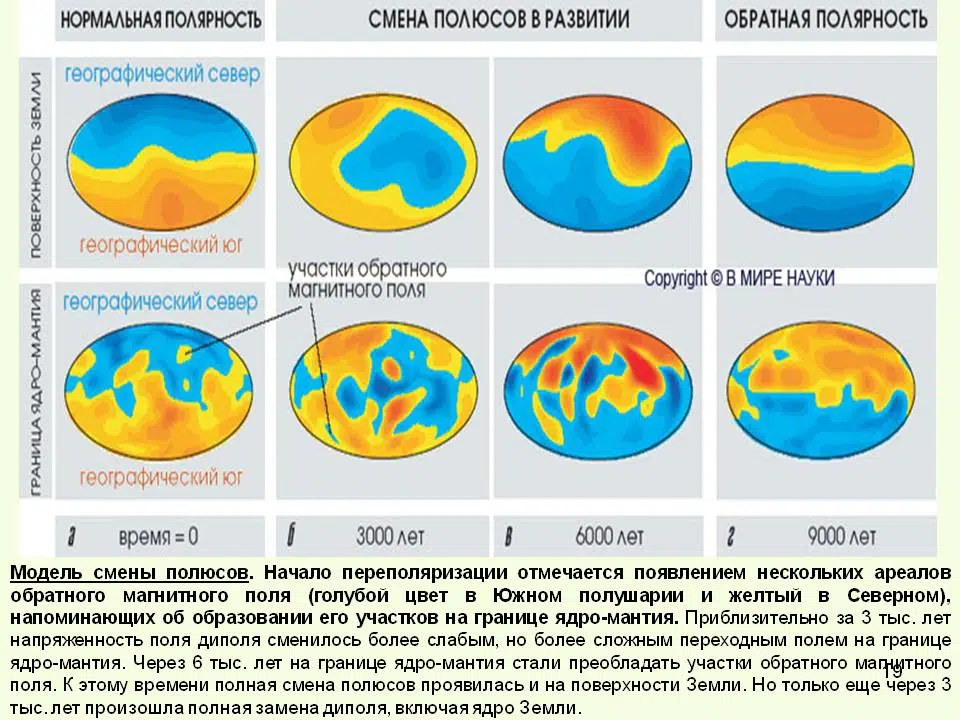 НОРМАЛЬНАЯ ПОЛЯРНОСТЬ
СМЕНА ПОЛЮСОВ В РАЗВИТИИ
ОБРАТНАЯ ПОЛЯРНОСТЬ
ПОВЕРХНОСТЬ ЗЕМЛИ
географический север
географический юг
участки обратного
магнитного поля
Copyright © В МИРЕ НАУКИ
ГРАНИЦА ЯДРО–МАНТИЯ
географический север
географический юг
а время = 0
б 3000 лет
в 6000 лет
г 9000 лет
Модель смены полюсов. Начало переполяризации отмечается появлением нескольких ареалов
обратного магнитного поля (голубой цвет в Южном полушарии и желтый в Северном),
напоминающих об образовании его участков на границе ядро-мантия. Приблизительно за 3 тыс. лет
напряженность поля диполя сменилось более слабым, но более сложным переходным полем на границе
ядро-мантия. Через 6 тыс. лет на границе ядро-мантия стали преобладать участки обратного магнитного
поля. К этому времени полная смена полюсов проявилась и на поверхности Земли. Но только еще через 3
тыс. лет произошла полная замена диполя, включая ядро Земли.
19